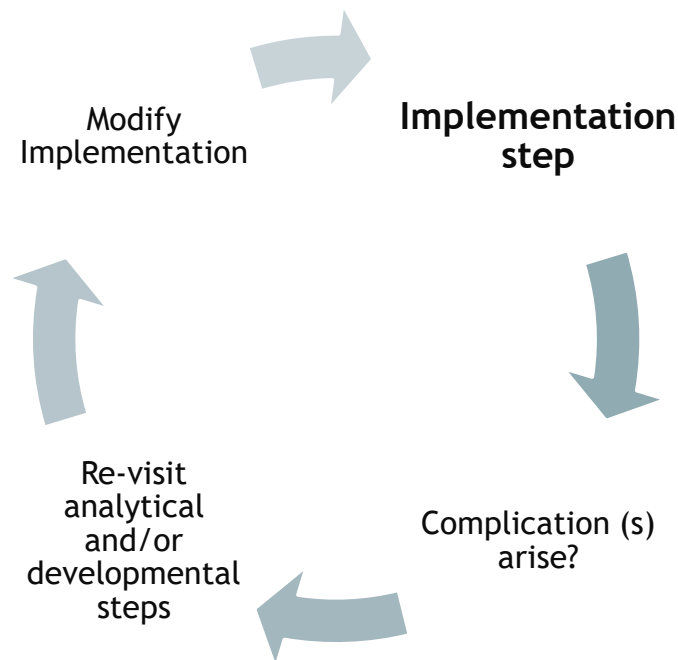 Modify
Implementation
Implementation
step
Re-visit
analytical
and/or
developmental
steps
Complication (s)
arise?